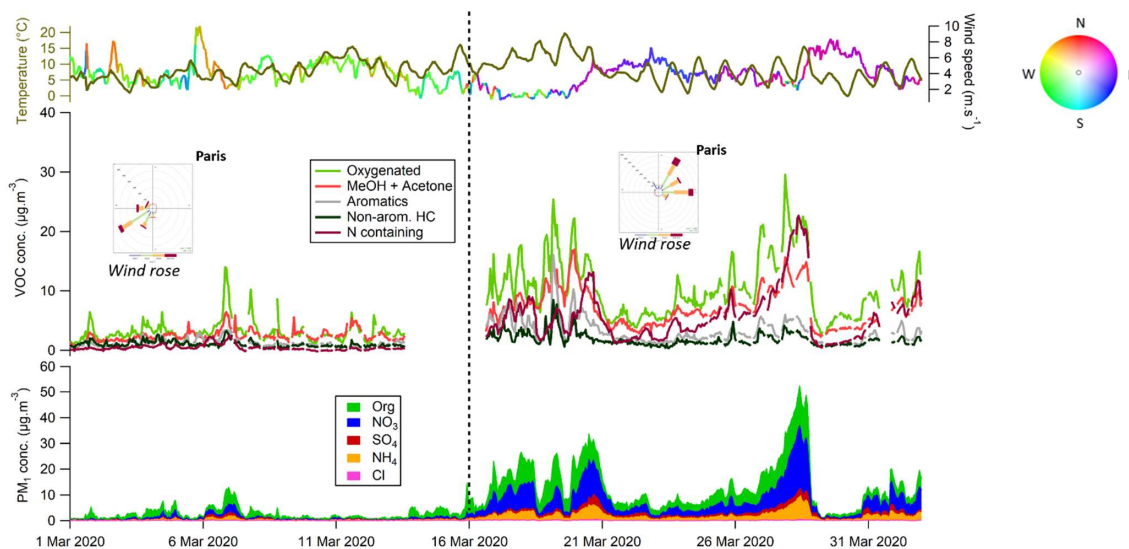 Temperature (°C)
20
15
10
5
0
10
8
6
4
2
Wind speed (m.s⁻¹)
N
W
S
VOC conc. (µg.m⁻³)
40
30
20
10
0
Paris
Wind rose
Oxygenated
MeOH + Acetone
Aromatics
Non-arom. HC
N containing
Paris
Wind rose
PM₁ conc. (µg.m⁻³)
60
50
40
30
20
10
0
Org
NO₃
SO₄
NH₄
Cl
1 Mar 2020
6 Mar 2020
11 Mar 2020
16 Mar 2020
21 Mar 2020
26 Mar 2020
31 Mar 2020